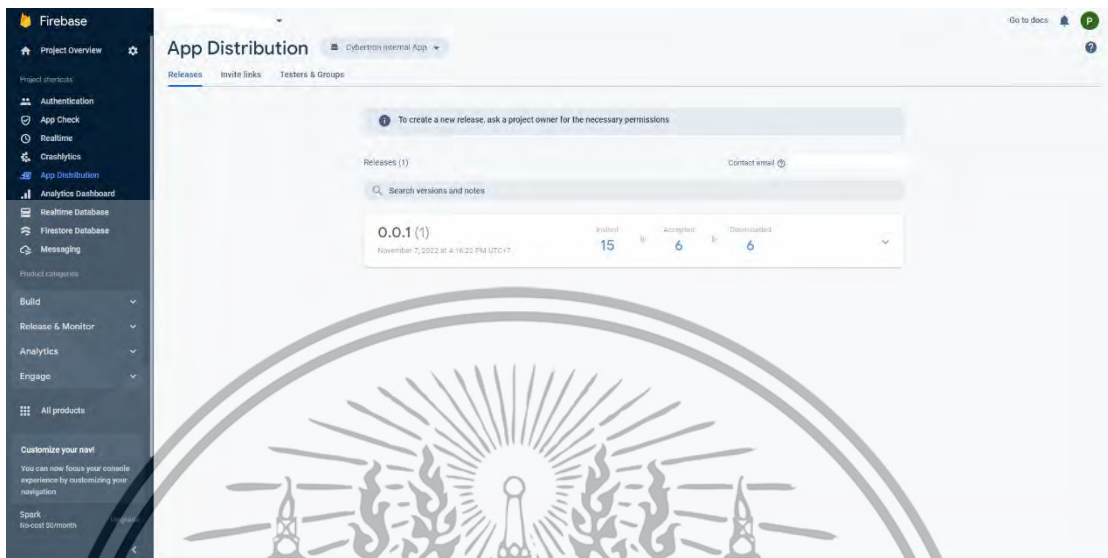 Firebase
Go to docs
P
Project Overview
App Distribution
Cybertron Internal App
Project shortcuts
Releases
Invite links
Testers & Groups
Authentication
App Check
Realtime
Crashlytics
App Distribution
Analytics Dashboard
Realtime Database
Firestore Database
Messaging
Product categories
Build
Release & Monitor
Analytics
Engage
All products
Customize your nav!
You can now focus your console
experience by customizing your
navigation
Spark
No-cost $0/month
Upgrade
To create a new release, ask a project owner for the necessary permissions
Releases (1)
Contact email
Search versions and notes
0.0.1 (1)
November 7, 2022 at 4:16:22 PM UTC+7
Invited
15
Accepted
6
Downloaded
6